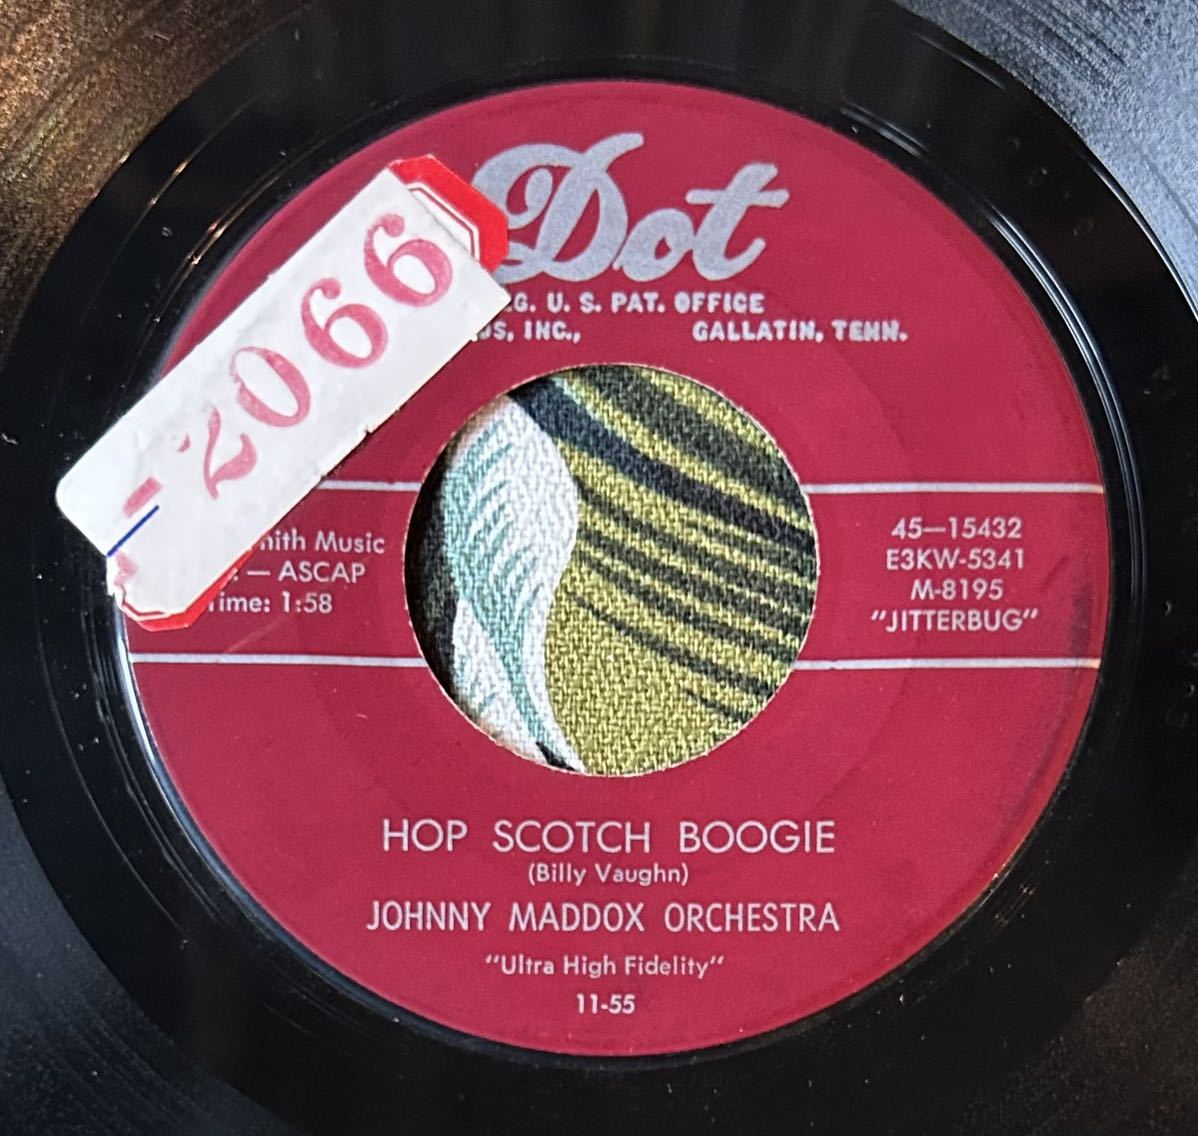 Dot
U. S. PAT. OFFICE
INC., GALLATIN, TENN.
-2066
Music
— ASCAP
Time: 1:58
45—15432
E3KW-5341
M-8195
"JITTERBUG"
HOP SCOTCH BOOGIE
(Billy Vaughn)
JOHNNY MADDOX ORCHESTRA
"Ultra High Fidelity"
11-55